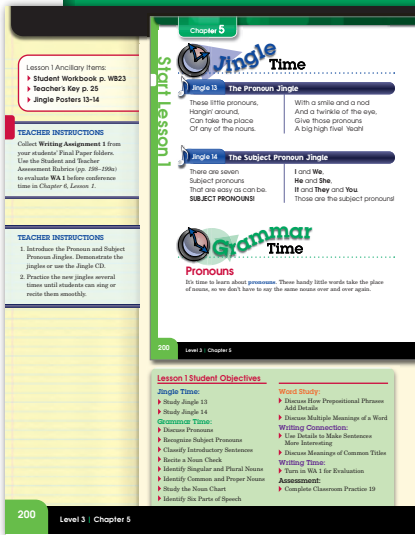 Lesson 1 Ancillary Items:
Student Workbook p. WB23
Teacher's Key p. 25
Jingle Posters 13-14
TEACHER INSTRUCTIONS
Collect Writing Assignment 1 from
your students' Final Paper folders.
Use the Student and Teacher
Assessment Rubrics (pp. 198-199a)
to evaluate WA 1 before conference
time in Chapter 6, Lesson 1.
TEACHER INSTRUCTIONS
1. Introduce the Pronoun and Subject
Pronoun Jingles. Demonstrate the
jingles or use the Jingle CD.
2. Practice the new jingles several
times until students can sing or
recite them smoothly.
Chapter 5
Start Lesson 1
Jingle
Time
Jingle 13 The Pronoun Jingle
These little pronouns,
Hangin' around,
Can take the place
Of any of the nouns.
With a smile and a nod
And a twinkle of the eye,
Give those pronouns
A big high five! Yeah!
Jingle 14 The Subject Pronoun Jingle
There are seven
Subject pronouns
That are easy as can be.
SUBJECT PRONOUNS!
I and We,
He and She,
It and They and You.
Those are the subject pronouns!
Grammar
Time
Pronouns
It's time to learn about pronouns. These handy little words take the place
of nouns, so we don't have to say the same nouns over and over again.
200
Level 3 | Chapter 5
Lesson 1 Student Objectives
Jingle Time:
Study Jingle 13
Study Jingle 14
Grammar Time:
Discuss Pronouns
Recognize Subject Pronouns
Classify Introductory Sentences
Recite a Noun Check
Identify Singular and Plural Nouns
Identify Common and Proper Nouns
Study the Noun Chart
Identify Six Parts of Speech
Word Study:
Discuss How Prepositional Phrases
Add Details
Discuss Multiple Meanings of a Word
Writing Connection:
Use Details to Make Sentences
More Interesting
Discuss Meanings of Common Titles
Writing Time:
Turn in WA 1 for Evaluation
Assessment:
Complete Classroom Practice 19
200
Level 3 | Chapter 5